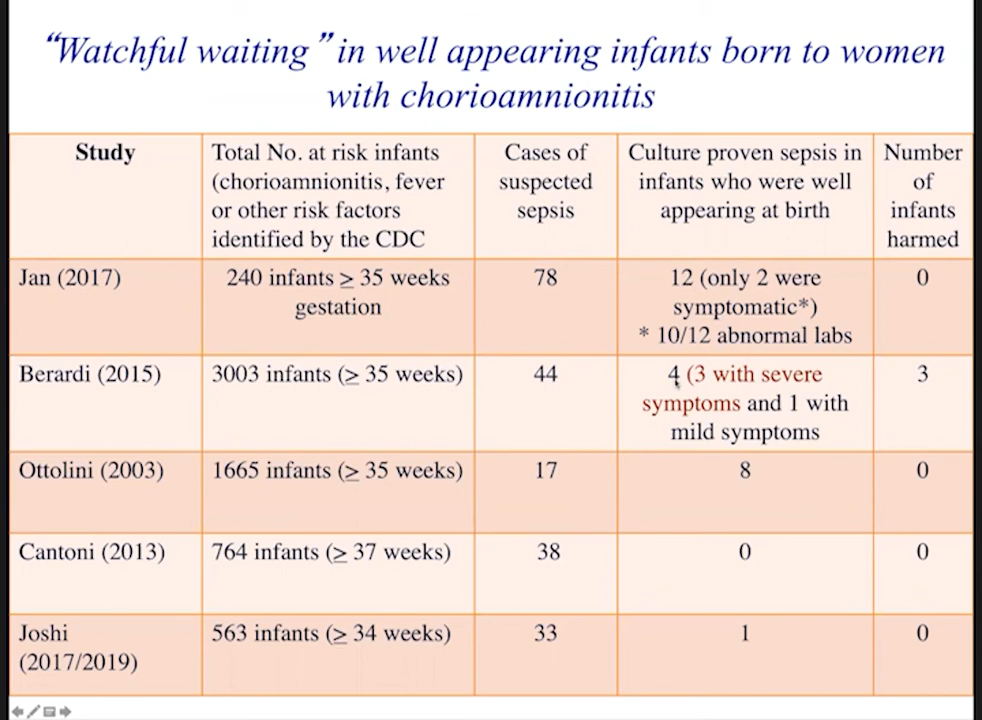 “Watchful waiting” in well appearing infants born to women
with chorioamnionitis
Study
Total No. at risk infants
(chorioamnionitis, fever
or other risk factors
identified by the CDC
Cases of
suspected
sepsis
Culture proven sepsis in
infants who were well
appearing at birth
Number
of
infants
harmed
Jan (2017)
240 infants ≥ 35 weeks
gestation
78
12 (only 2 were
symptomatic*)
* 10/12 abnormal labs
0
Berardi (2015)
3003 infants (≥ 35 weeks)
44
4 (3 with severe
symptoms and 1 with
mild symptoms
3
Ottolini (2003)
1665 infants (≥ 35 weeks)
17
8
0
Cantoni (2013)
764 infants (≥ 37 weeks)
38
0
0
Joshi
(2017/2019)
563 infants (≥ 34 weeks)
33
1
0